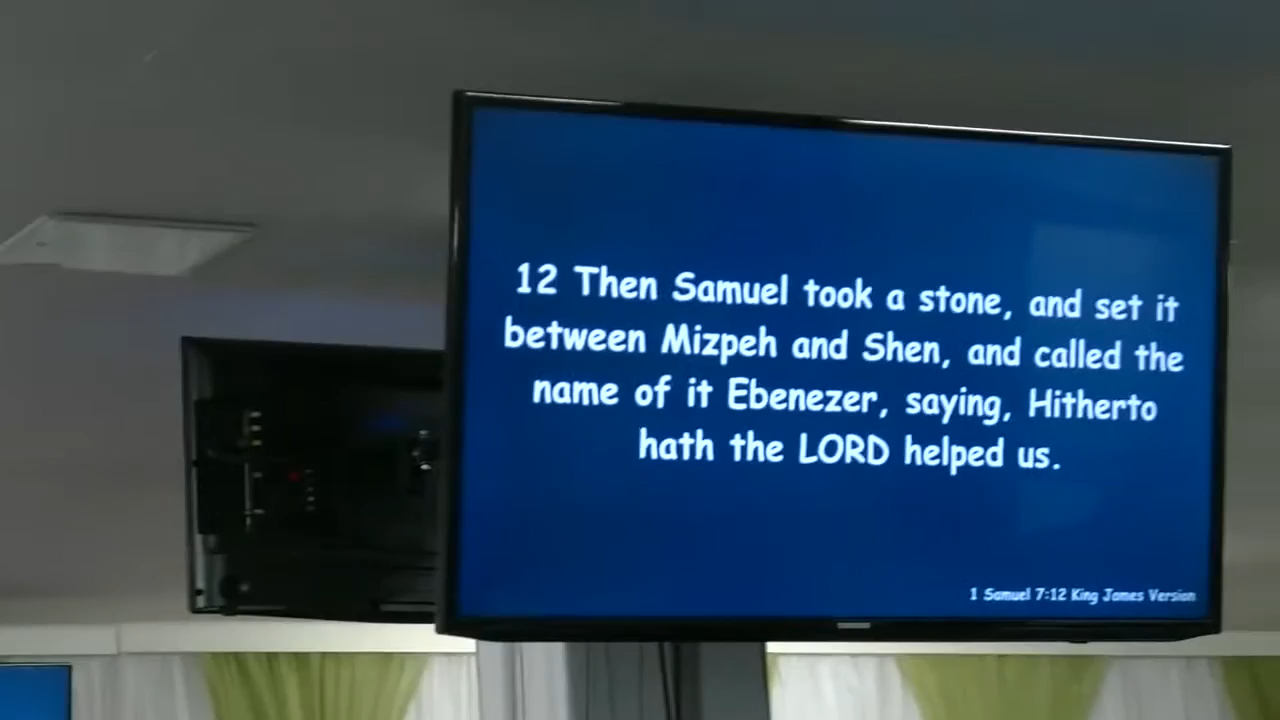 12 Then Samuel took a stone, and set it
between Mizpeh and Shen, and called the
name of it Ebenezer, saying, Hitherto
hath the LORD helped us.
1 Samuel 7:12 King James Version